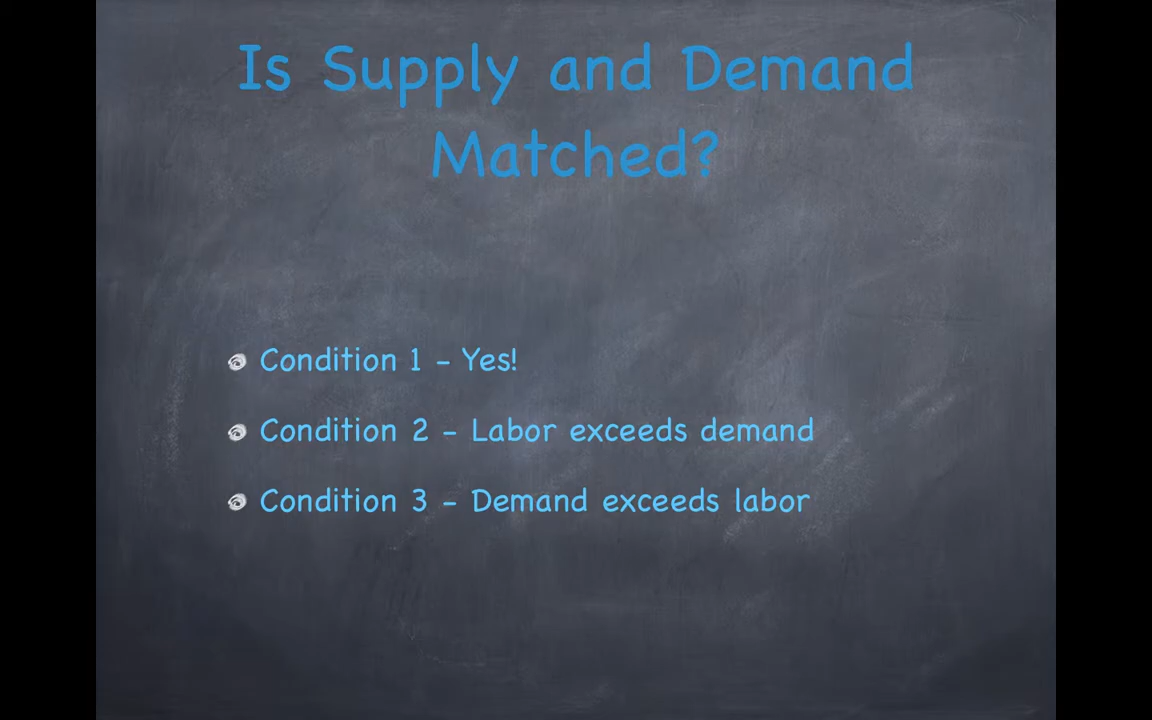 Is Supply and Demand
Matched?
Condition 1 - Yes!
Condition 2 - Labor exceeds demand
Condition 3 - Demand exceeds labor